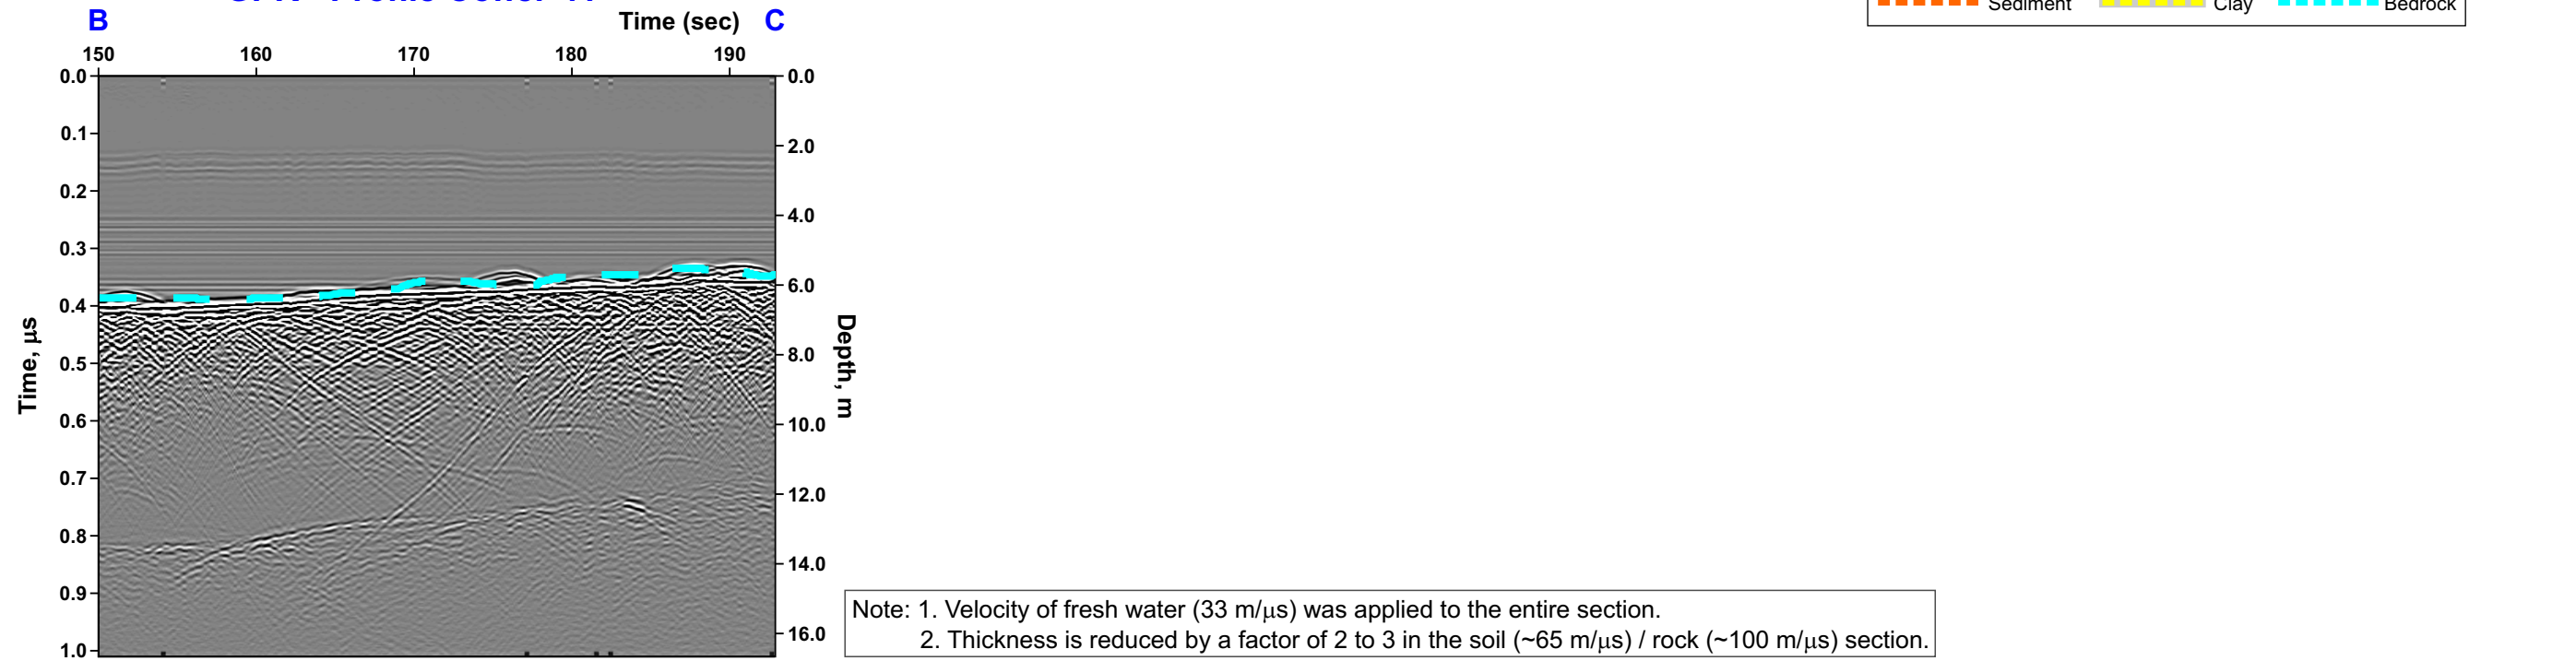 B Time (sec) C
150 160 170 180 190
0.0 0.0
0.1
2.0
0.2
4.0
0.3
6.0
0.4
8.0
0.5
10.0
0.6
0.7
12.0
0.8
14.0
0.9
16.0
1.0
Time, µs
Depth, m
Sediment Clay Bedrock
Note: 1. Velocity of fresh water (33 m/µs) was applied to the entire section.
2. Thickness is reduced by a factor of 2 to 3 in the soil (~65 m/µs) / rock (~100 m/µs) section.